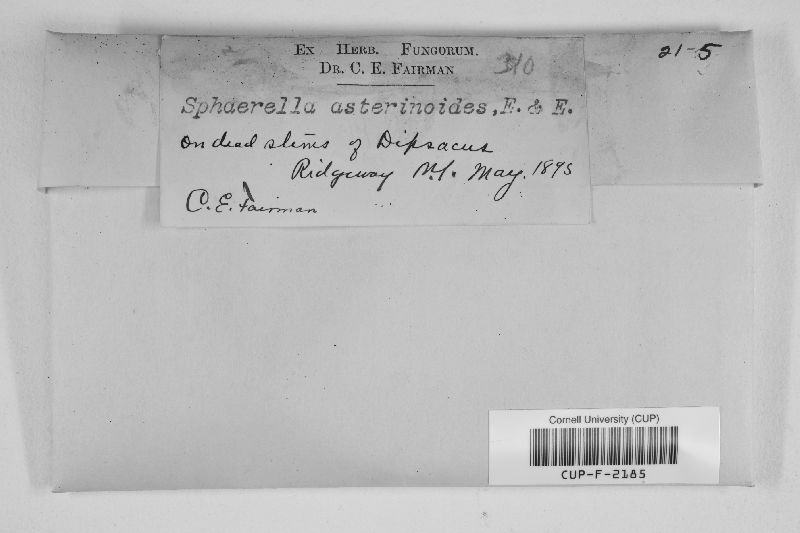 Ex Herb. Fungorum.
Dr. C. E. Fairman 310
21-5
Sphaerella asterinoides, E. & E.
on dead stems of Dipsacus
Ridgeway N.Y. May. 1895
C. E. Fairman
Cornell University (CUP)
CUP-F-2185